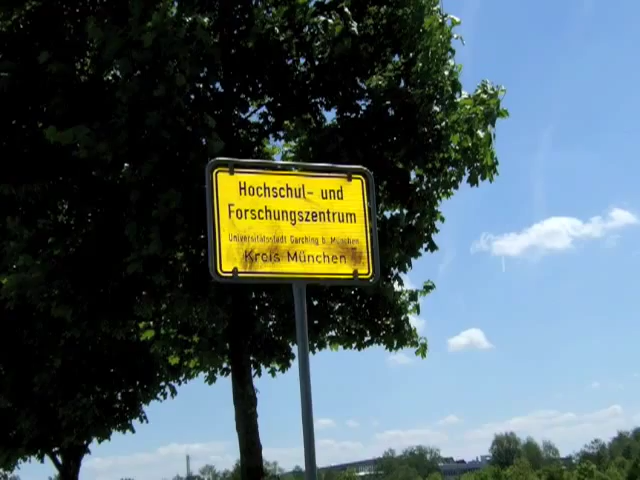 Hochschul- und
Forschungszentrum
Universitätsstadt Garching b. München
Kreis München